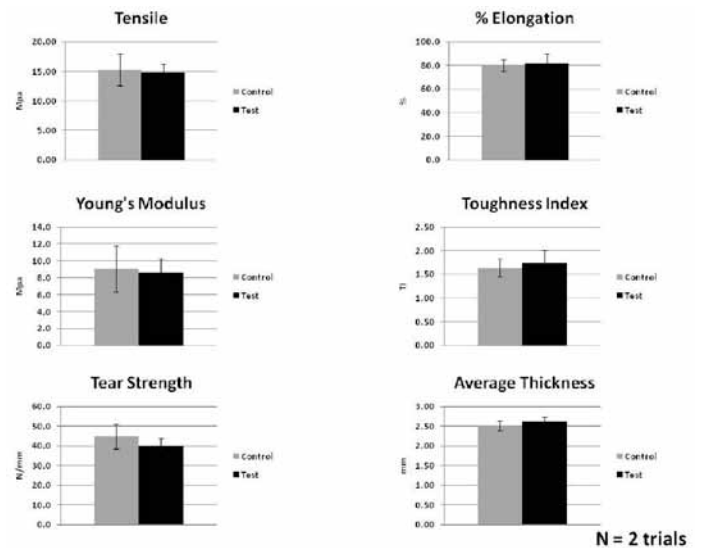 Tensile
20.00
15.00
10.00
5.00
0.00
Mpa
Control
Test
% Elongation
100.0
80.0
60.0
40.0
20.0
0.0
%
Control
Test
Young's Modulus
14.0
12.0
10.0
8.0
6.0
4.0
2.0
0.0
Mpa
Control
Test
Toughness Index
2.50
2.00
1.50
1.00
0.50
0.00
TI
Control
Test
Tear Strength
60.0
50.0
40.0
30.0
20.0
10.0
0.0
N/mm
Control
Test
Average Thickness
3.00
2.50
2.00
1.50
1.00
0.50
0.00
mm
Control
Test
N = 2 trials